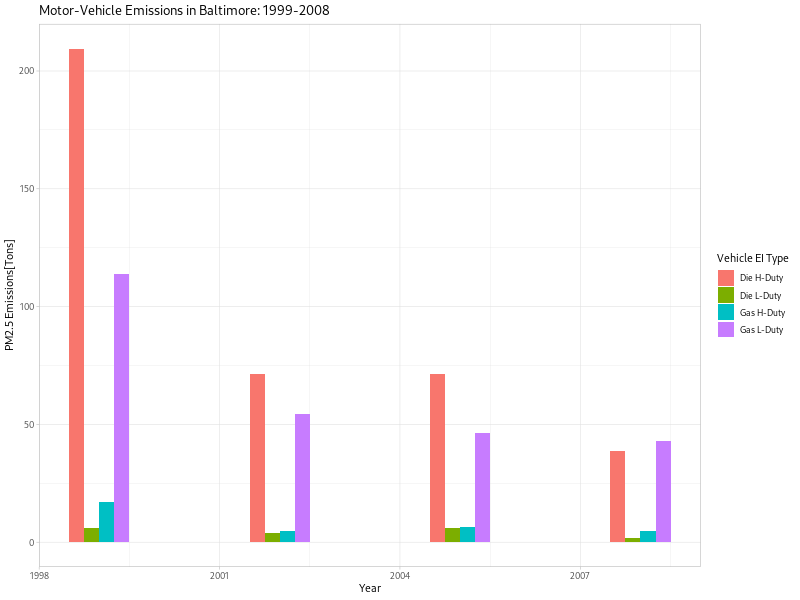 Motor-Vehicle Emissions in Baltimore: 1999-2008
PM2.5 Emissions[Tons]
200
150
100
50
0
1998
2001
2004
2007
Year
Vehicle EI Type
Die H-Duty
Die L-Duty
Gas H-Duty
Gas L-Duty